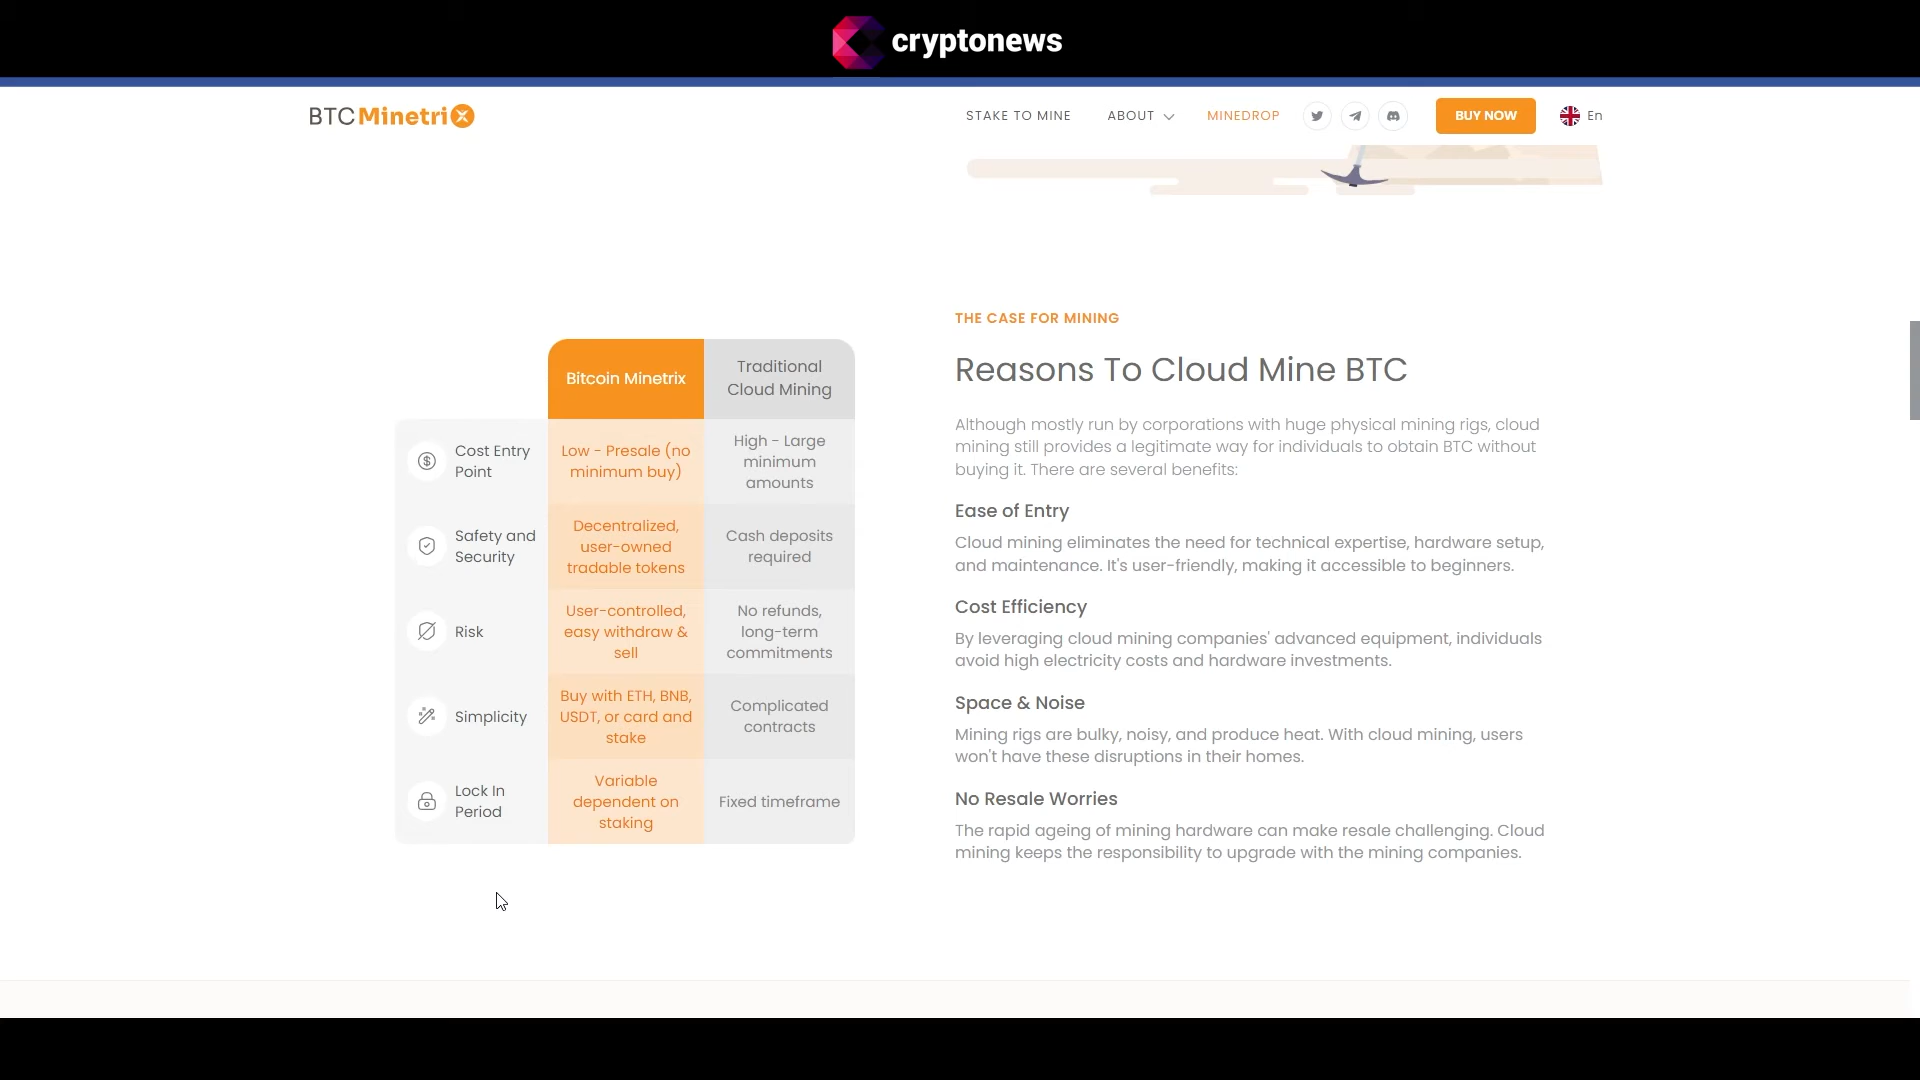 cryptonews
BTC Minetrix
STAKE TO MINE
ABOUT
MINEDROP
BUY NOW
En
Bitcoin Minetrix
Traditional
Cloud Mining
Cost Entry
Point
Low - Presale (no
minimum buy)
High - Large
minimum
amounts
Safety and
Security
Decentralized,
user-owned
tradable tokens
Cash deposits
required
Risk
User-controlled,
easy withdraw &
sell
No refunds,
long-term
commitments
Simplicity
Buy with ETH, BNB,
USDT, or card and
stake
Complicated
contracts
Lock In
Period
Variable
dependent on
staking
Fixed timeframe
THE CASE FOR MINING
Reasons To Cloud Mine BTC
Although mostly run by corporations with huge physical mining rigs, cloud
mining still provides a legitimate way for individuals to obtain BTC without
buying it. There are several benefits:
Ease of Entry
Cloud mining eliminates the need for technical expertise, hardware setup,
and maintenance. It's user-friendly, making it accessible to beginners.
Cost Efficiency
By leveraging cloud mining companies' advanced equipment, individuals
avoid high electricity costs and hardware investments.
Space & Noise
Mining rigs are bulky, noisy, and produce heat. With cloud mining, users
won't have these disruptions in their homes.
No Resale Worries
The rapid ageing of mining hardware can make resale challenging. Cloud
mining keeps the responsibility to upgrade with the mining companies.